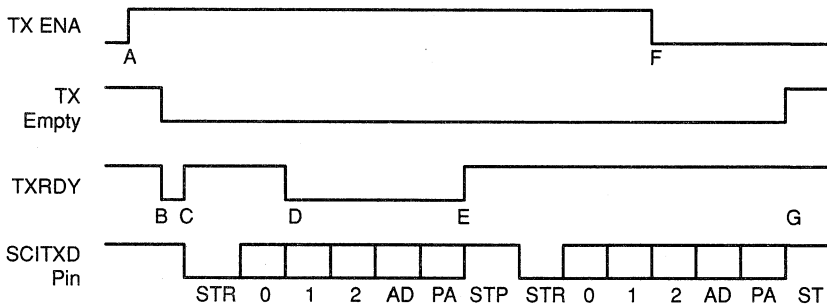 TX ENA
A F
TX
Empty
TXRDY
B C D E G
SCITXD
Pin
STR 0 1 2 AD PA STP STR 0 1 2 AD PA ST